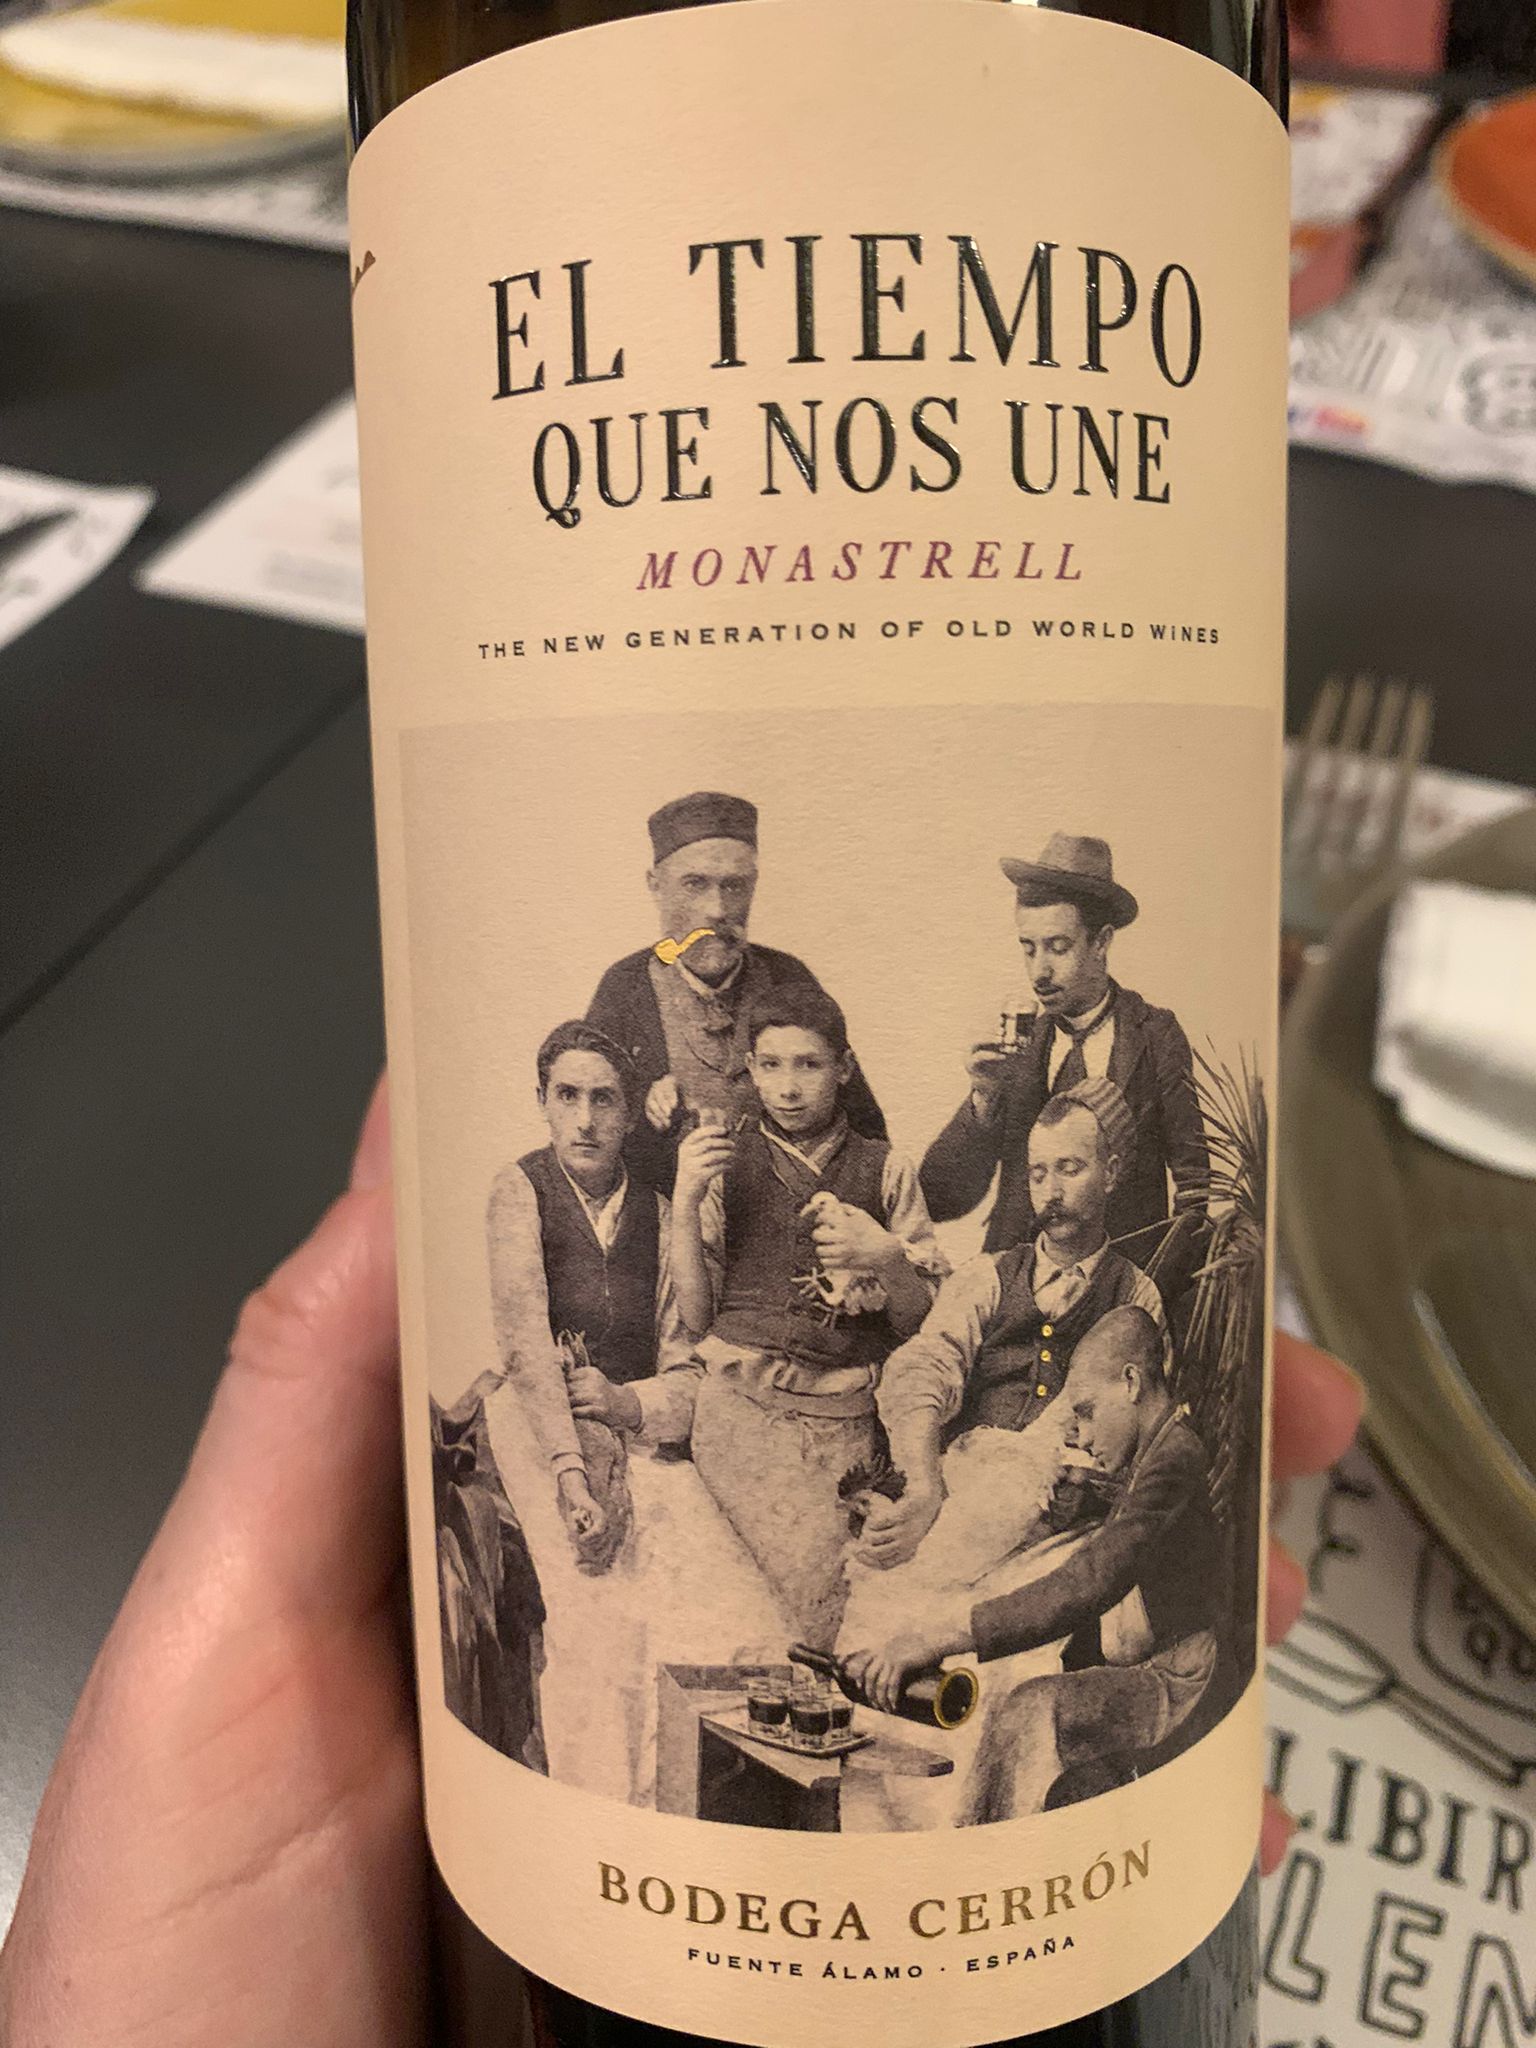 EL TIEMPO
QUE NOS UNE
MONASTRELL
THE NEW GENERATION OF OLD WORLD WINES
BODEGA CERRÓN
FUENTE ÁLAMO · ESPAÑA